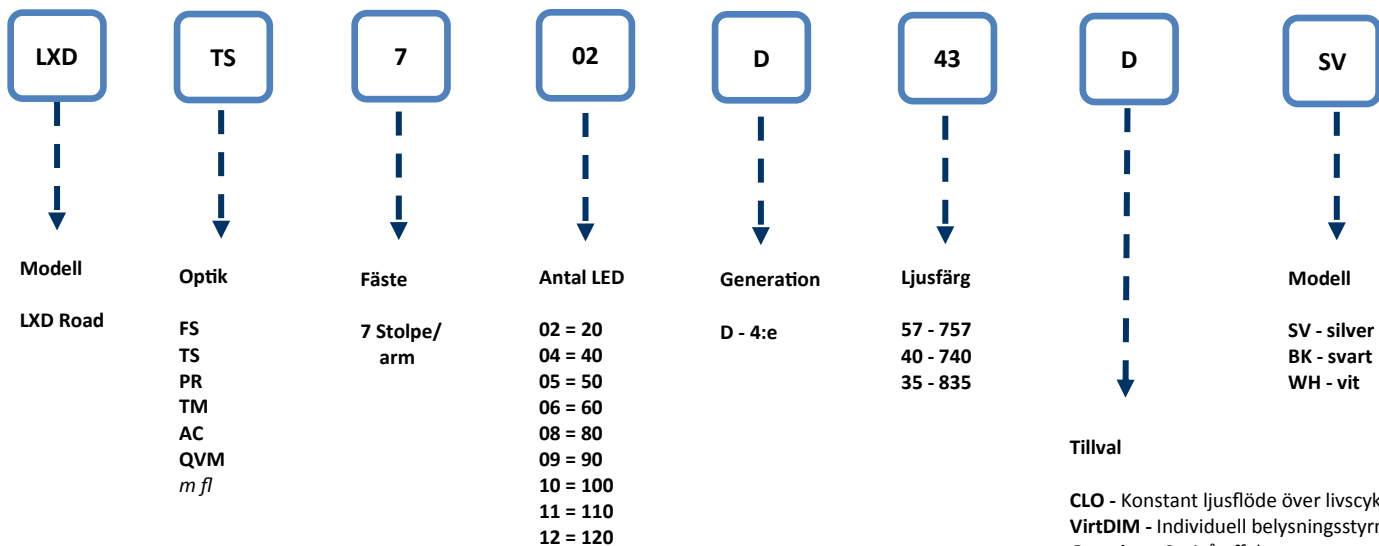 LXD
TS
7
02
D
43
D
SV
Modell
LXD Road
Optik
FS
TS
PR
TM
AC
QVM
m fl
Fäste
7 Stolpe/
arm
Antal LED
02 = 20
04 = 40
05 = 50
06 = 60
08 = 80
09 = 90
10 = 100
11 = 110
12 = 120
Generation
D - 4:e
Ljusfärg
57 - 757
40 - 740
35 - 835
Tillval
CLO - Konstant ljusflöde över livscyk
VirtDIM - Individuell belysningsstyrn
Modell
SV - silver
BK - svart
WH - vit